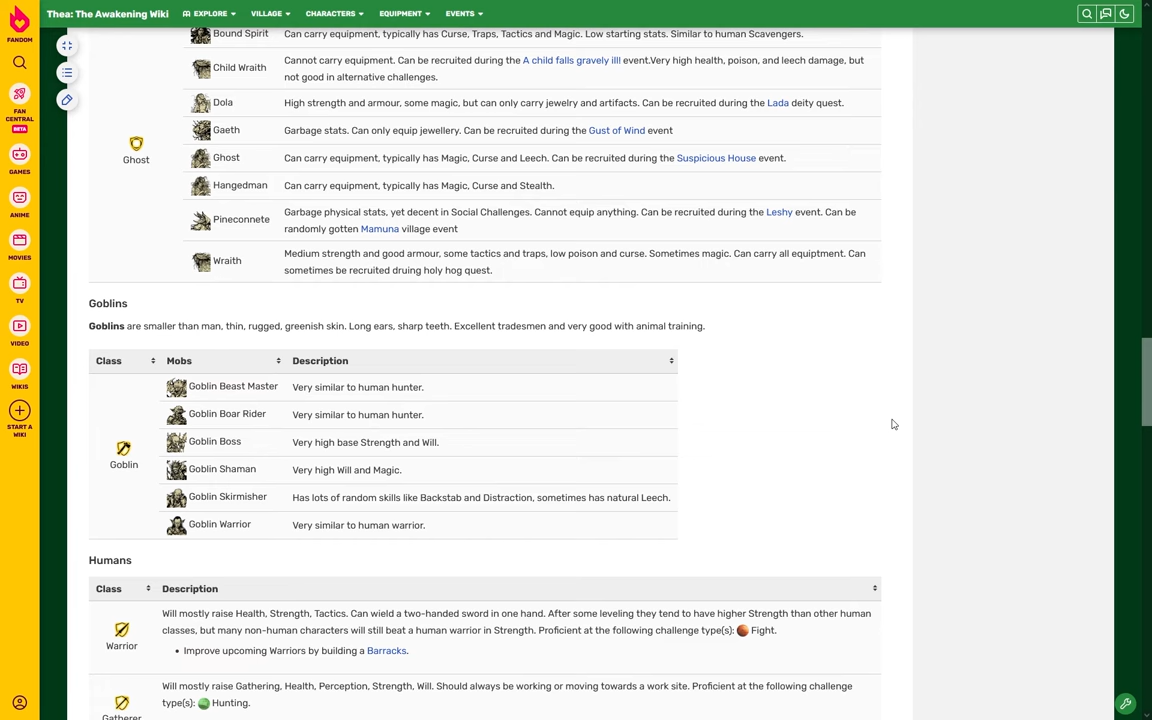 Thea: The Awakening Wiki EXPLORE VILLAGE CHARACTERS EQUIPMENT EVENTS
FANDOM
FAN
CENTRAL
BETA
GAMES
ANIME
MOVIES
TV
VIDEO
WIKIS
START A
WIKI
Bound Spirit Can carry equipment, typically has Curse, Traps, Tactics and Magic. Low starting stats. Similar to human Scavengers.
Child Wraith Cannot carry equipment. Can be recruited during the A child falls gravely ill! event.Very high health, poison, and leech damage, but
not good in alternative challenges.
Dola High strength and armour, some magic, but can only carry jewelry and artifacts. Can be recruited during the Lada deity quest.
Gaeth Garbage stats. Can only equip jewellery. Can be recruited during the Gust of Wind event
Ghost
Ghost Can carry equipment, typically has Magic, Curse and Leech. Can be recruited during the Suspicious House event.
Hangedman Can carry equipment, typically has Magic, Curse and Stealth.
Pineconnete Garbage physical stats, yet decent in Social Challenges. Cannot equip anything. Can be recruited during the Leshy event. Can be
randomly gotten Mamuna village event
Wraith Medium strength and good armour, some tactics and traps, low poison and curse. Sometimes magic. Can carry all equiptment. Can
sometimes be recruited druing holy hog quest.
Goblins
Goblins are smaller than man, thin, rugged, greenish skin. Long ears, sharp teeth. Excellent tradesmen and very good with animal training.
Class Mobs Description
Goblin
Goblin Beast Master Very similar to human hunter.
Goblin Boar Rider Very similar to human hunter.
Goblin Boss Very high base Strength and Will.
Goblin Shaman Very high Will and Magic.
Goblin Skirmisher Has lots of random skills like Backstab and Distraction, sometimes has natural Leech.
Goblin Warrior Very similar to human warrior.
Humans
Class Description
Warrior
Will mostly raise Health, Strength, Tactics. Can wield a two-handed sword in one hand. After some leveling they tend to have higher Strength than other human
classes, but many non-human characters will still beat a human warrior in Strength. Proficient at the following challenge type(s): Fight.
• Improve upcoming Warriors by building a Barracks.
Gatherer
Will mostly raise Gathering, Health, Perception, Strength, Will. Should always be working or moving towards a work site. Proficient at the following challenge
type(s): Hunting.